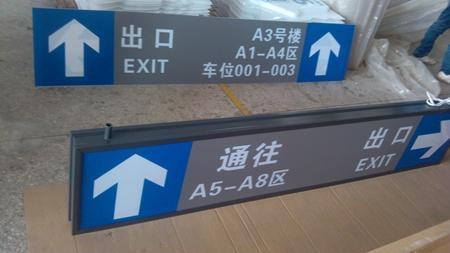 出口
EXIT
A3号楼
A1-A4区
车位001-003
通往
A5-A8区
出口
EXIT